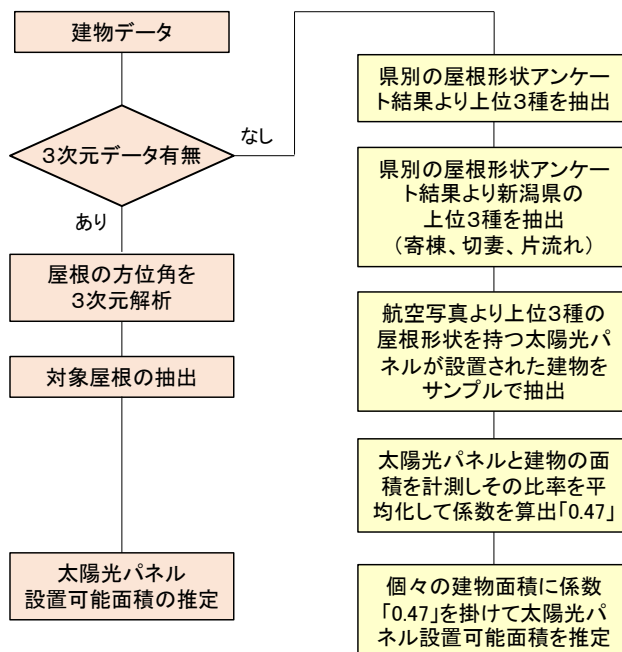 建物データ
3次元データ有無
なし
あり
屋根の方位角を
3次元解析
対象屋根の抽出
太陽光パネル
設置可能面積の推定
県別の屋根形状アンケー
ト結果より上位3種を抽出
県別の屋根形状アンケー
ト結果より新潟県の
上位3種を抽出
（寄棟、切妻、片流れ）
航空写真より上位3種の
屋根形状を持つ太陽光パ
ネルが設置された建物を
サンプルで抽出
太陽光パネルと建物の面
積を計測しその比率を平
均化して係数を算出「0.47」
個々の建物面積に係数
「0.47」を掛けて太陽光パ
ネル設置可能面積を推定